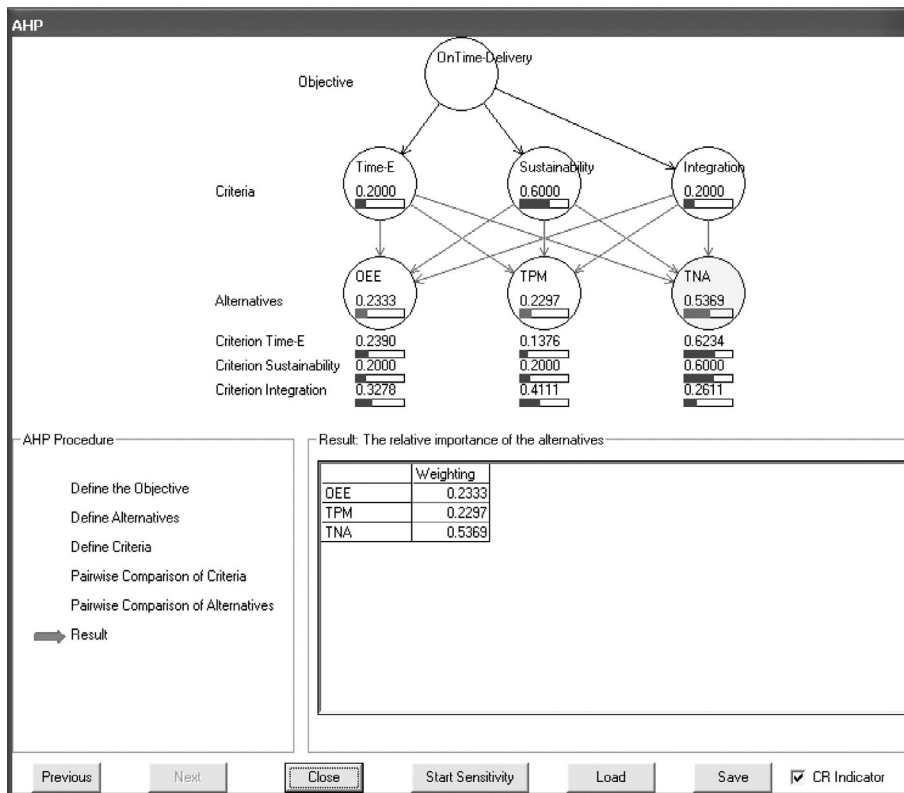 AHP
OnTime-Delivery
Objective
Time-E Sustainability Integration
Criteria 0.2000 0.6000 0.2000
OEE TPM TNA
Alternatives 0.2333 0.2297 0.5369
Criterion Time-E 0.2390 0.1376 0.6234
Criterion Sustainability 0.2000 0.2000 0.6000
Criterion Integration 0.3278 0.4111 0.2611
AHP Procedure
Define the Objective
Define Alternatives
Define Criteria
Pairwise Comparison of Criteria
Pairwise Comparison of Alternatives
Result
Result: The relative importance of the alternatives
Weighting
OEE 0.2333
TPM 0.2297
TNA 0.5369
Previous Next Close Start Sensitivity Load Save CR Indicator